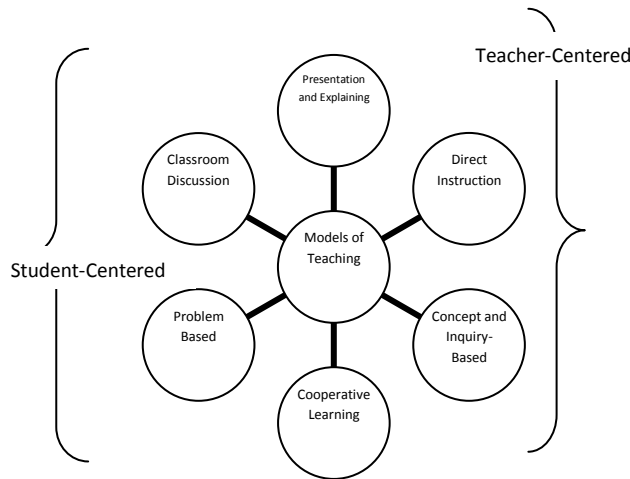 Teacher-Centered
Presentation
and Explaining
Classroom
Discussion
Direct
Instruction
Models of
Teaching
Student-Centered
Problem
Based
Concept and
Inquiry-
Based
Cooperative
Learning